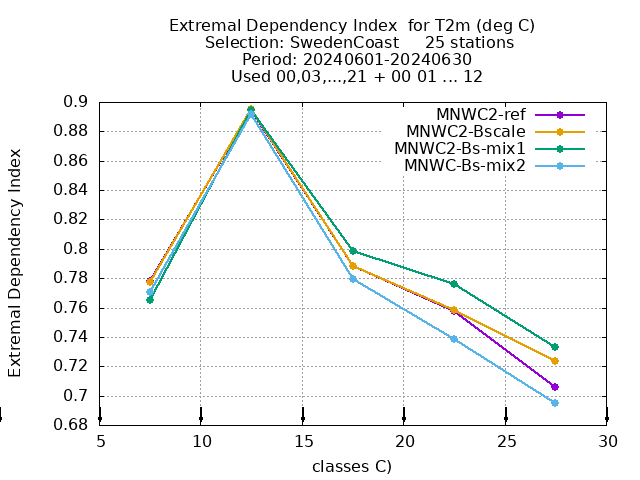 Extremal Dependency Index  for T2m (deg C)
Selection: SwedenCoast     25 stations
Period: 20240601-20240630
Used 00,03,...,21 + 00 01 ... 12
MNWC2-ref
MNWC2-Bscale
MNWC2-Bs-mix1
MNWC-Bs-mix2
Extremal Dependency Index
0.9
0.88
0.86
0.84
0.82
0.8
0.78
0.76
0.74
0.72
0.7
0.68
5 10 15 20 25 30
classes C)